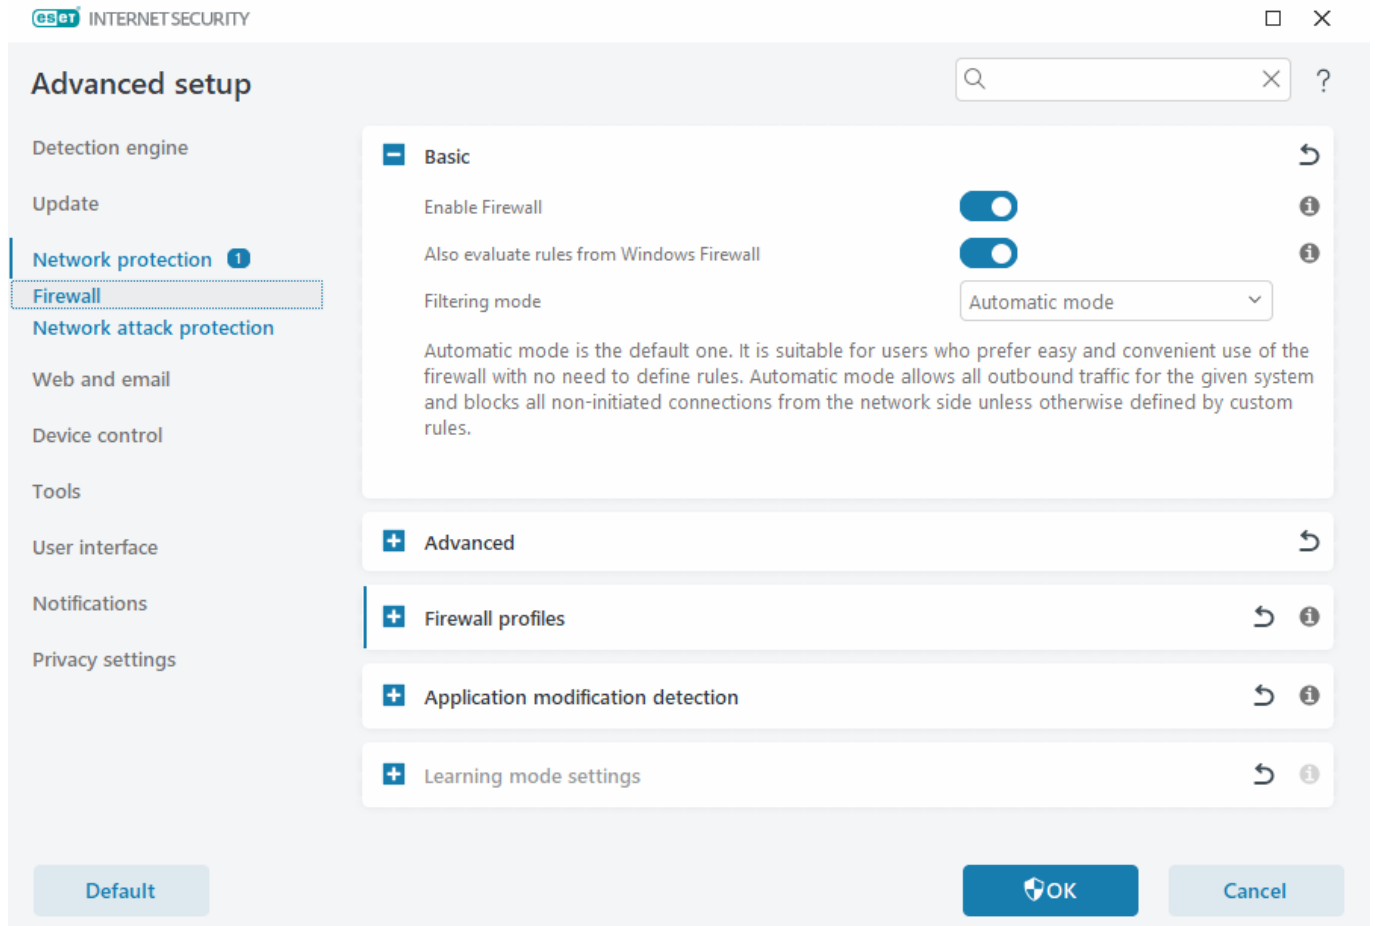 eset INTERNET SECURITY
Advanced setup
?
Detection engine
Update
Network protection 1
Firewall
Network attack protection
Web and email
Device control
Tools
User interface
Notifications
Privacy settings
Basic
Enable Firewall
Also evaluate rules from Windows Firewall
Filtering mode
Automatic mode
Automatic mode is the default one. It is suitable for users who prefer easy and convenient use of the
firewall with no need to define rules. Automatic mode allows all outbound traffic for the given system
and blocks all non-initiated connections from the network side unless otherwise defined by custom
rules.
Advanced
Firewall profiles
Application modification detection
Learning mode settings
Default
OK
Cancel